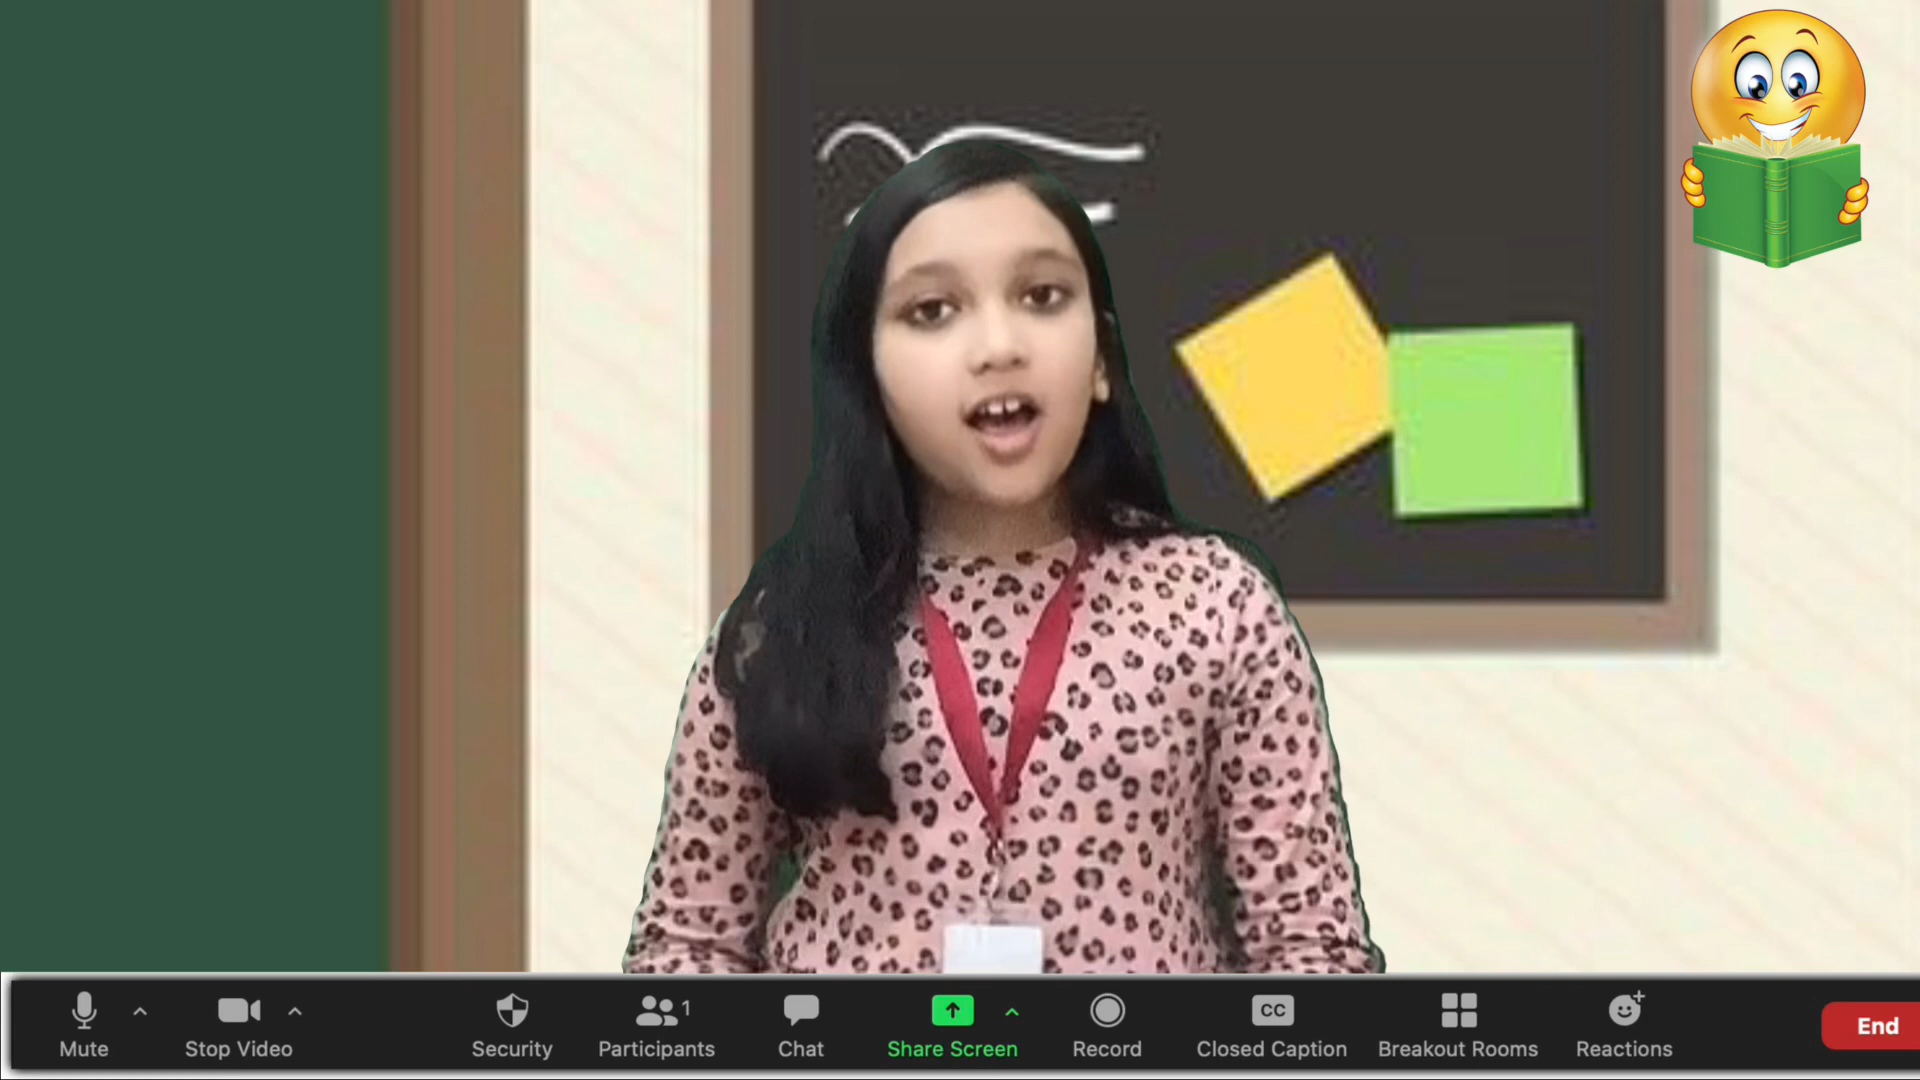 1
CC
Mute
Stop Video
Security
Participants
Chat
Share Screen
Record
Closed Caption
Breakout Rooms
Reactions
End